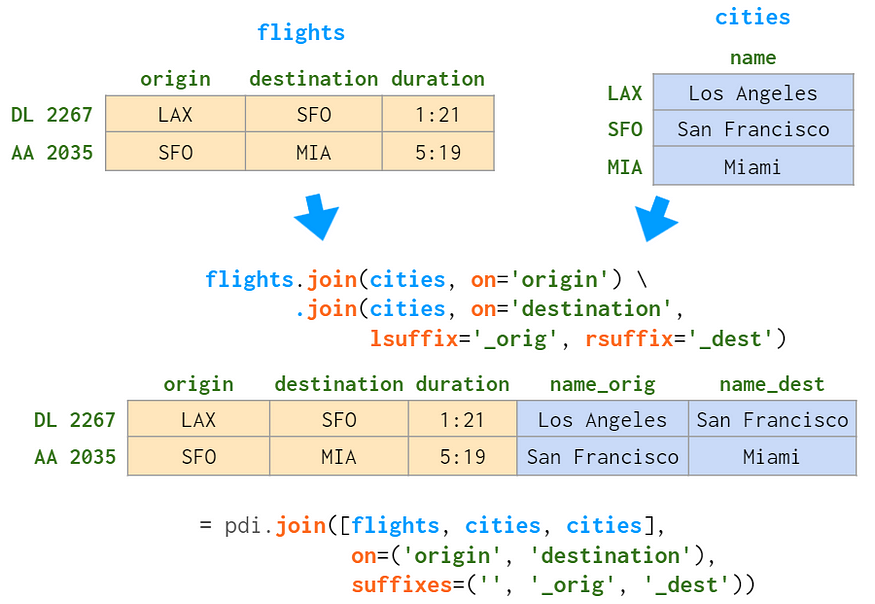 flights
cities
origin destination duration
DL 2267 LAX SFO 1:21
AA 2035 SFO MIA 5:19
name
LAX Los Angeles
SFO San Francisco
MIA Miami
flights.join(cities, on='origin') \
.join(cities, on='destination',
lsuffix='_orig', rsuffix='_dest')
origin destination duration name_orig name_dest
DL 2267 LAX SFO 1:21 Los Angeles San Francisco
AA 2035 SFO MIA 5:19 San Francisco Miami
= pdi.join([flights, cities, cities],
on=('origin', 'destination'),
suffixes=('', '_orig', '_dest'))